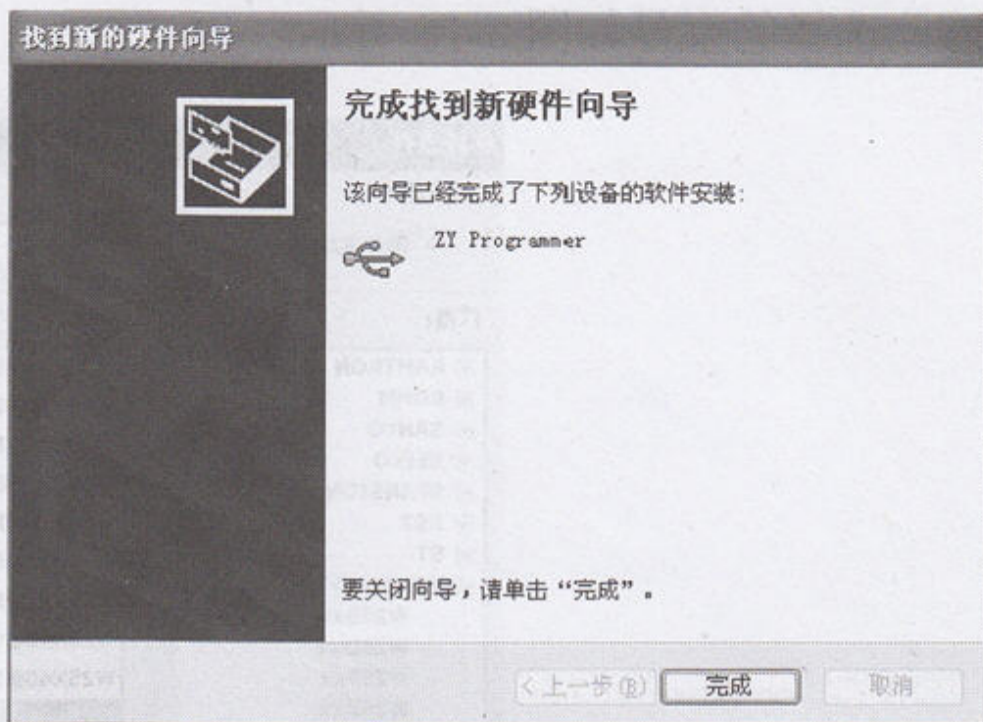 找到新的硬件向导
完成找到新硬件向导
该向导已经完成了下列设备的软件安装：
ZY Programmer
要关闭向导，请单击“完成”。
< 上一步(B)
完成
取消